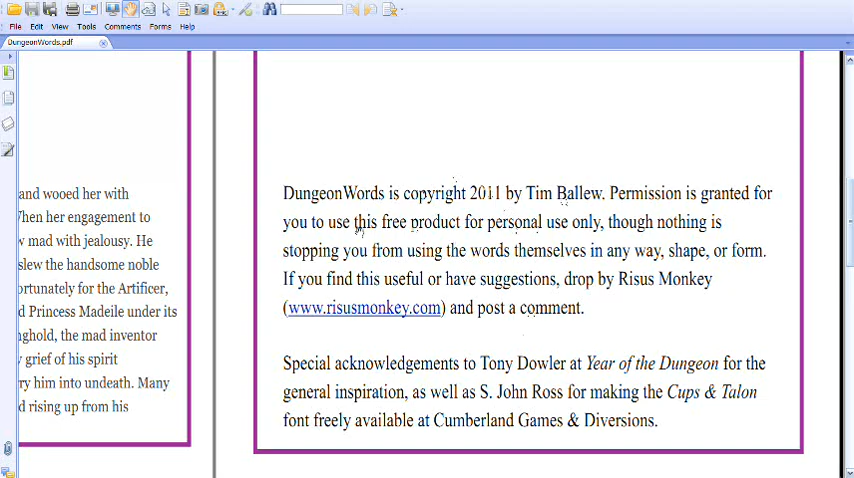 File Edit View Tools Comments Forms Help
DungeonWords.pdf
and wooed her with
When her engagement to
mad with jealousy. He
slew the handsome noble
for the Artificer,
Princess Madeile under its
the mad inventor
grief of his spirit
him into undeath. Many
rising up from his
DungeonWords is copyright 2011 by Tim Ballew. Permission is granted for
you to use this free product for personal use only, though nothing is
stopping you from using the words themselves in any way, shape, or form.
If you find this useful or have suggestions, drop by Risus Monkey
(www.risusmonkey.com) and post a comment.
Special acknowledgements to Tony Dowler at Year of the Dungeon for the
general inspiration, as well as S. John Ross for making the Cups & Talon
font freely available at Cumberland Games & Diversions.